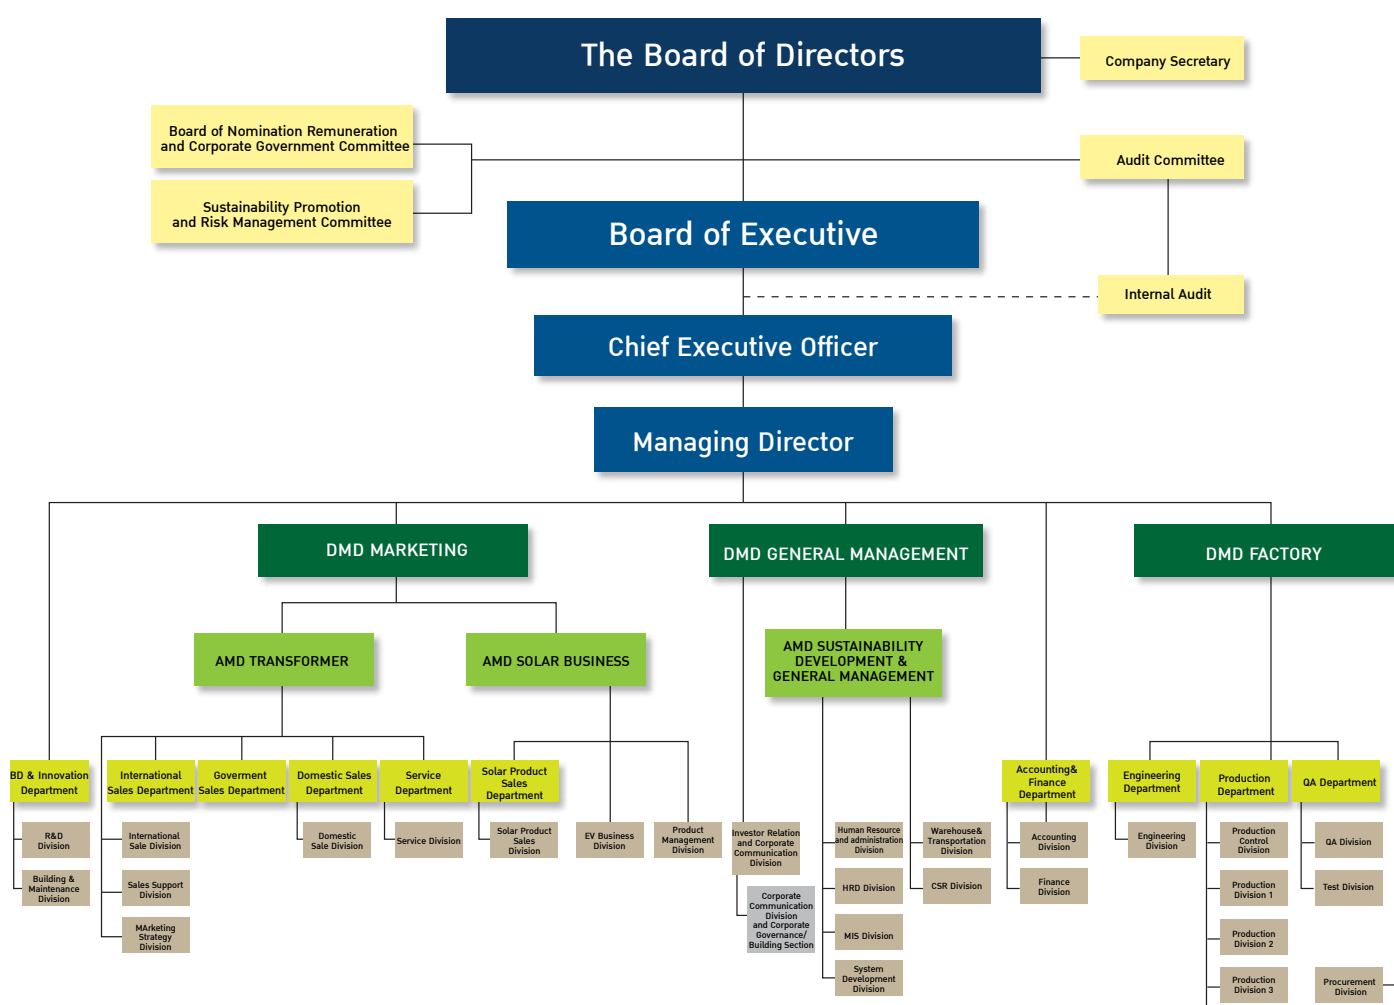 The Board of Directors
Company Secretary
Board of Nomination Remuneration
and Corporate Government Committee
Audit Committee
Sustainability Promotion
and Risk Management Committee
Board of Executive
Internal Audit
Chief Executive Officer
Managing Director
DMD MARKETING
DMD GENERAL MANAGEMENT
DMD FACTORY
AMD TRANSFORMER
AMD SOLAR BUSINESS
AMD SUSTAINABILITY
DEVELOPMENT &
GENERAL MANAGEMENT
BD & Innovation
Department
International
Sales Department
Goverment
Sales Department
Domestic Sales
Department
Service
Department
Solar Product
Sales
Department
Accounting&
Finance
Department
Engineering
Department
Production
Department
QA Department
R&D
Division
Building &
Maintenance
Division
International
Sale Division
Sales Support
Division
MArketing
Strategy
Division
Domestic
Sale Division
Service Division
Solar Product
Sales
Division
EV Business
Division
Product
Management
Division
Investor Relation
and Corporate
Communication
Division
Corporate
Communication
Division
and Corporate
Governance/
Building Section
Human Resource
and administration
Division
HRD Division
MIS Division
System
Development
Division
Warehouse&
Transportation
Division
CSR Division
Accounting
Division
Finance
Division
Engineering
Division
Production
Control
Division
Production
Division 1
Production
Division 2
Production
Division 3
QA Division
Test Division
Procurement
Division